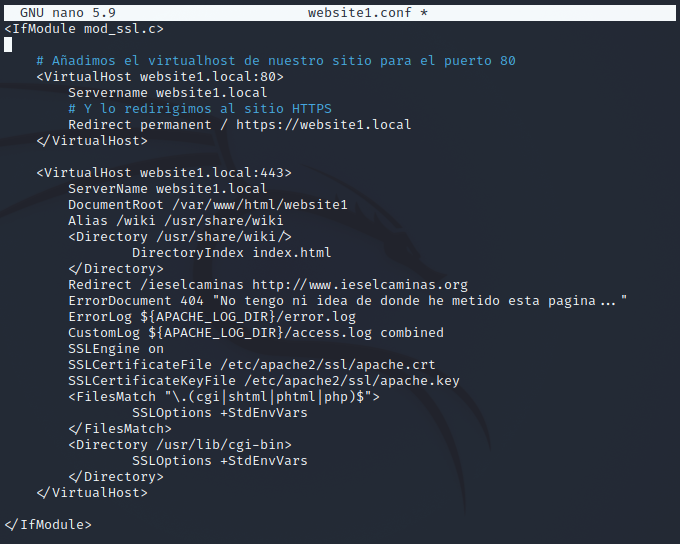 GNU nano 5.9 website1.conf *
<IfModule mod_ssl.c>
# Añadimos el virtualhost de nuestro sitio para el puerto 80
<VirtualHost website1.local:80>
Servername website1.local
# Y lo redirigimos al sitio HTTPS
Redirect permanent / https://website1.local
</VirtualHost>
<VirtualHost website1.local:443>
ServerName website1.local
DocumentRoot /var/www/html/website1
Alias /wiki /usr/share/wiki
<Directory /usr/share/wiki/>
DirectoryIndex index.html
</Directory>
Redirect /ieselcaminas http://www.ieselcaminas.org
ErrorDocument 404 "No tengo ni idea de donde he metido esta pagina..."
ErrorLog ${APACHE_LOG_DIR}/error.log
CustomLog ${APACHE_LOG_DIR}/access.log combined
SSLEngine on
SSLCertificateFile /etc/apache2/ssl/apache.crt
SSLCertificateKeyFile /etc/apache2/ssl/apache.key
<FilesMatch "\.(cgi|shtml|phtml|php)$">
SSLOptions +StdEnvVars
</FilesMatch>
<Directory /usr/lib/cgi-bin>
SSLOptions +StdEnvVars
</Directory>
</VirtualHost>
</IfModule>